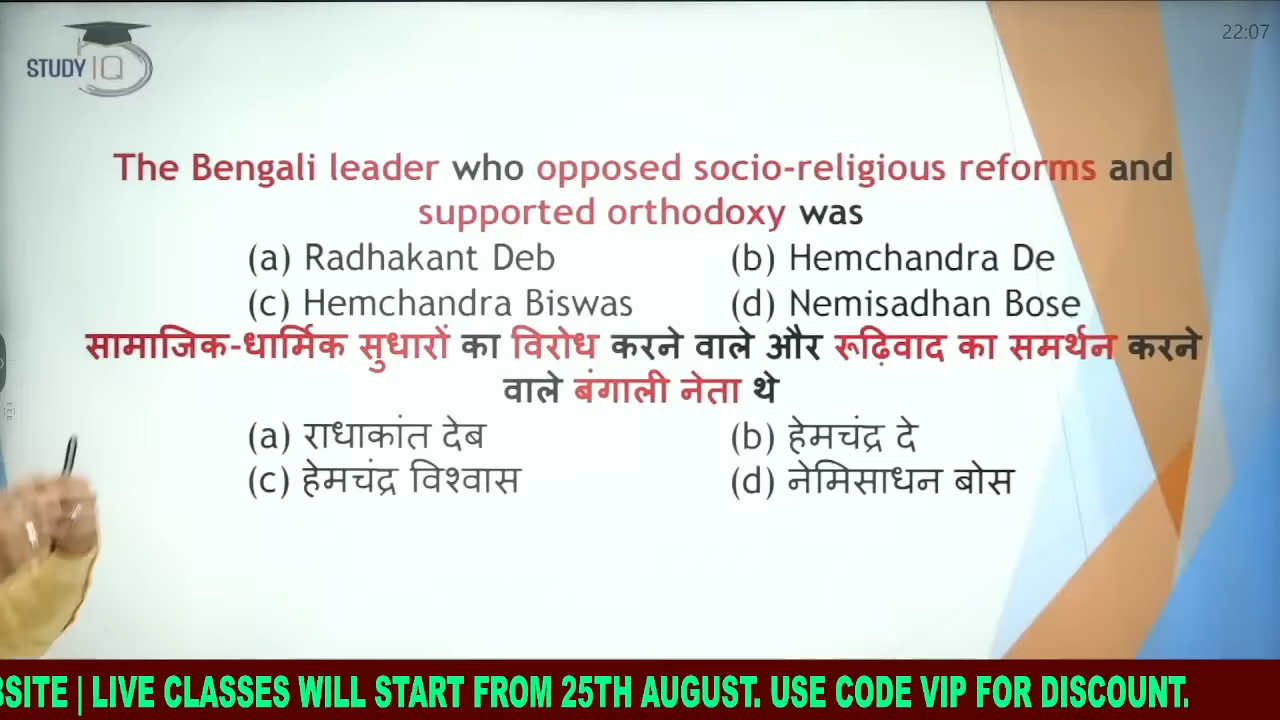 22:07
STUDY IQ
The Bengali leader who opposed socio-religious reforms and
supported orthodoxy was
(a) Radhakant Deb (b) Hemchandra De
(c) Hemchandra Biswas (d) Nemisadhan Bose
सामाजिक-धार्मिक सुधारों का विरोध करने वाले और रूढ़िवाद का समर्थन करने
वाले बंगाली नेता थे
(a) राधाकांत देब (b) हेमचंद्र दे
(c) हेमचंद्र विश्वास (d) नेमिसाधन बोस
BSITE | LIVE CLASSES WILL START FROM 25TH AUGUST. USE CODE VIP FOR DISCOUNT.